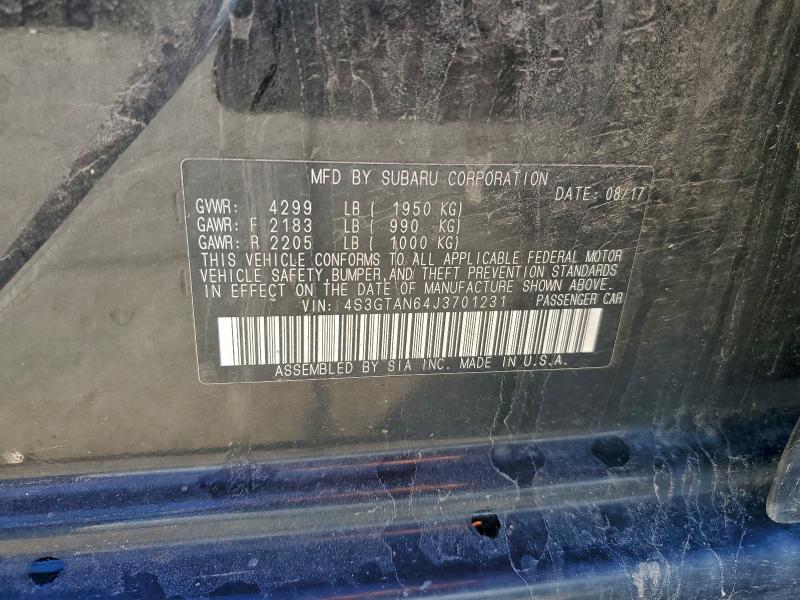 MFD BY SUBARU CORPORATION
DATE: 08/17
GVWR: 4299 LB ( 1950 KG)
GAWR: F 2183 LB ( 990 KG)
GAWR: R 2205 LB ( 1000 KG)
THIS VEHICLE CONFORMS TO ALL APPLICABLE FEDERAL MOTOR
VEHICLE SAFETY, BUMPER, AND THEFT PREVENTION STANDARDS
IN EFFECT ON THE DATE OF MANUFACTURE SHOWN ABOVE.
VIN: 4S3GTAN64J3701231 PASSENGER CAR
ASSEMBLED BY SIA INC. MADE IN U.S.A.